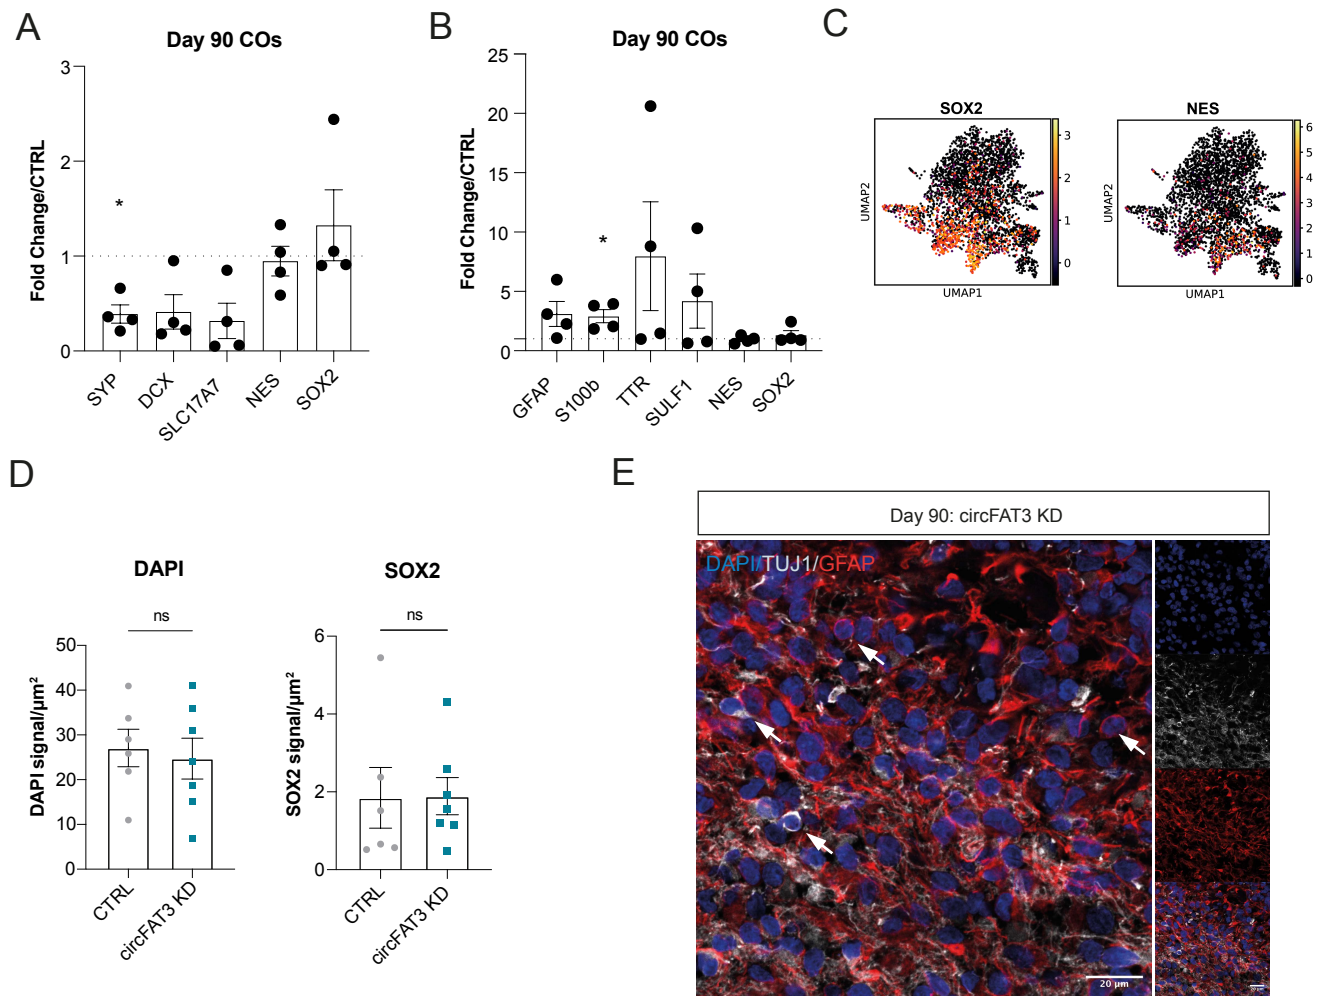 A
Day 90 COs
Fold Change/CTRL
3
2
1
0
*
SYP
DCX
SLC17A7
NES
SOX2
B
Day 90 COs
Fold Change/CTRL
25
20
15
10
5
0
*
GFAP
S100b
TTR
SULF1
NES
SOX2
C
SOX2
UMAP2
UMAP1
3
2
1
0
NES
UMAP2
UMAP1
6
5
4
3
2
1
0
D
DAPI
ns
DAPI signal/µm²
50
40
30
20
10
0
CTRL
circFAT3 KD
SOX2
ns
SOX2 signal/µm²
6
4
2
0
CTRL
circFAT3 KD
E
Day 90: circFAT3 KD
DAPI/TUJ1/GFAP
20 µm